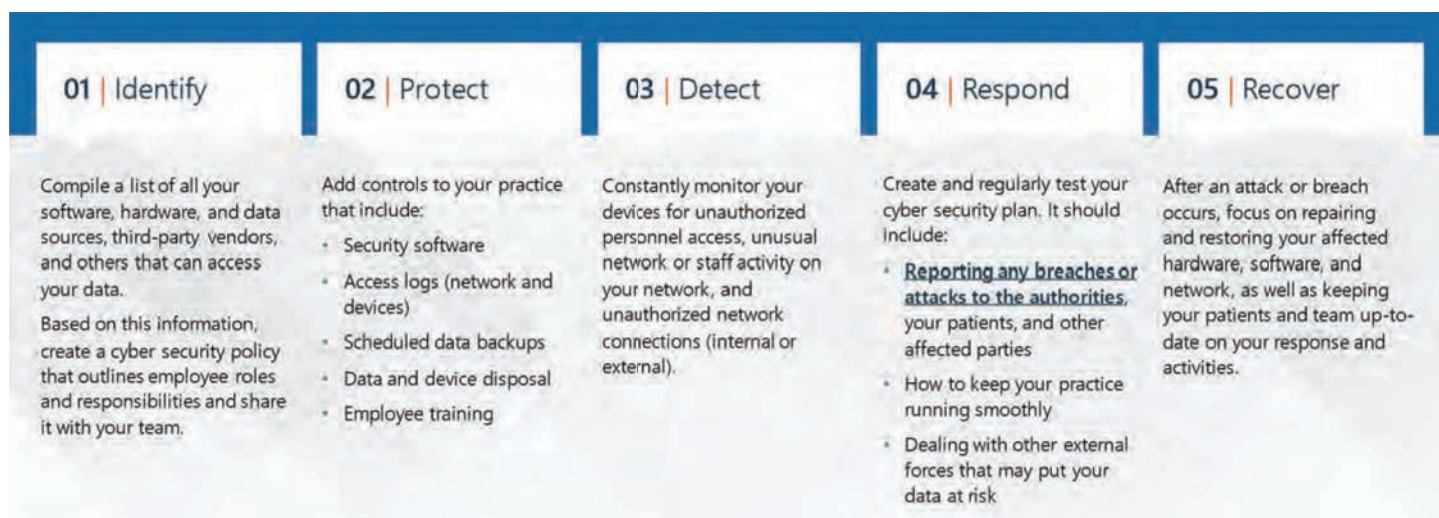 01 | Identify
Compile a list of all your
software, hardware, and data
sources, third-party vendors,
and others that can access
your data.
Based on this information,
create a cyber security policy
that outlines employee roles
and responsibilities and share
it with your team.
02 | Protect
Add controls to your practice
that include:
• Security software
• Access logs (network and
devices)
• Scheduled data backups
• Data and device disposal
• Employee training
03 | Detect
Constantly monitor your
devices for unauthorized
personnel access, unusual
network or staff activity on
your network, and
unauthorized network
connections (internal or
external).
04 | Respond
Create and regularly test your
cyber security plan. It should
include:
• Reporting any breaches or
attacks to the authorities,
your patients, and other
affected parties
• How to keep your practice
running smoothly
• Dealing with other external
forces that may put your
data at risk
05 | Recover
After an attack or breach
occurs, focus on repairing
and restoring your affected
hardware, software, and
network, as well as keeping
your patients and team up-to-
date on your response and
activities.